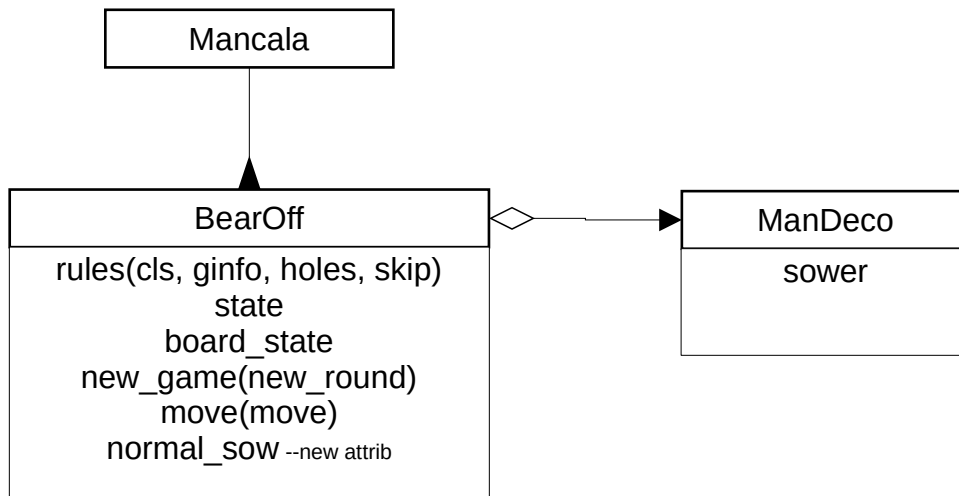 Mancala
BearOff
rules(cls, ginfo, holes, skip)
state
board_state
new_game(new_round)
move(move)
normal_sow --new attrib
ManDeco
sower